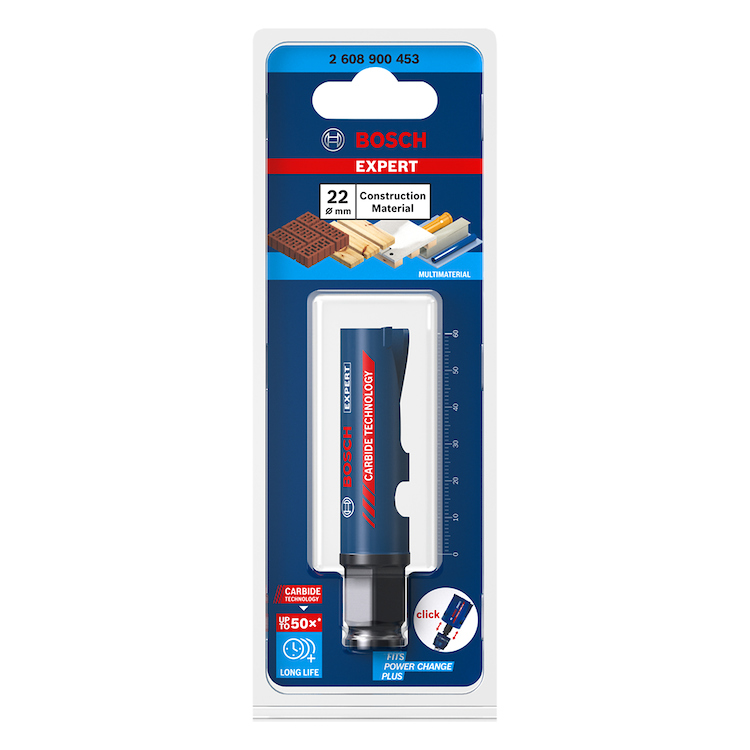 2 608 900 453
BOSCH
EXPERT
22
Ø mm
Construction
Material
MULTIMATERIAL
60
50
40
30
20
10
0
BOSCH
EXPERT
CARBIDE TECHNOLOGY
CARBIDE
TECHNOLOGY
UP TO 50×*
LONG LIFE
click
FITS
POWER CHANGE
PLUS